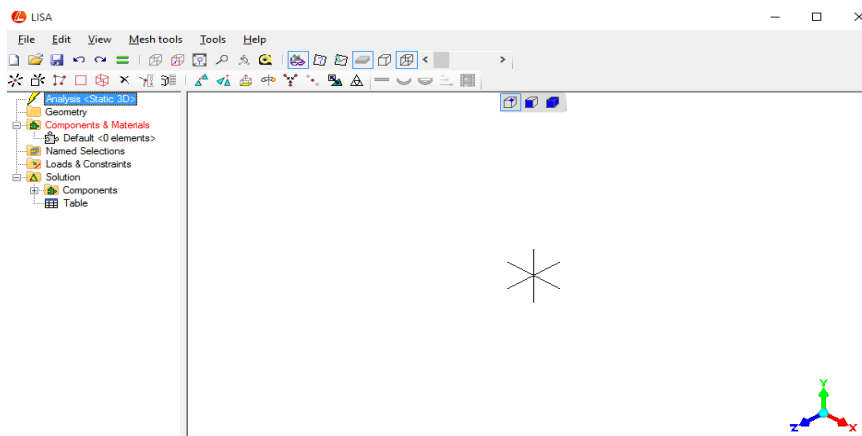 LISA
File Edit View Mesh tools Tools Help
Analysis <Static 3D>
Geometry
Components & Materials
Default <0 elements>
Named Selections
Loads & Constraints
Solution
Components
Table
Y
Z
X